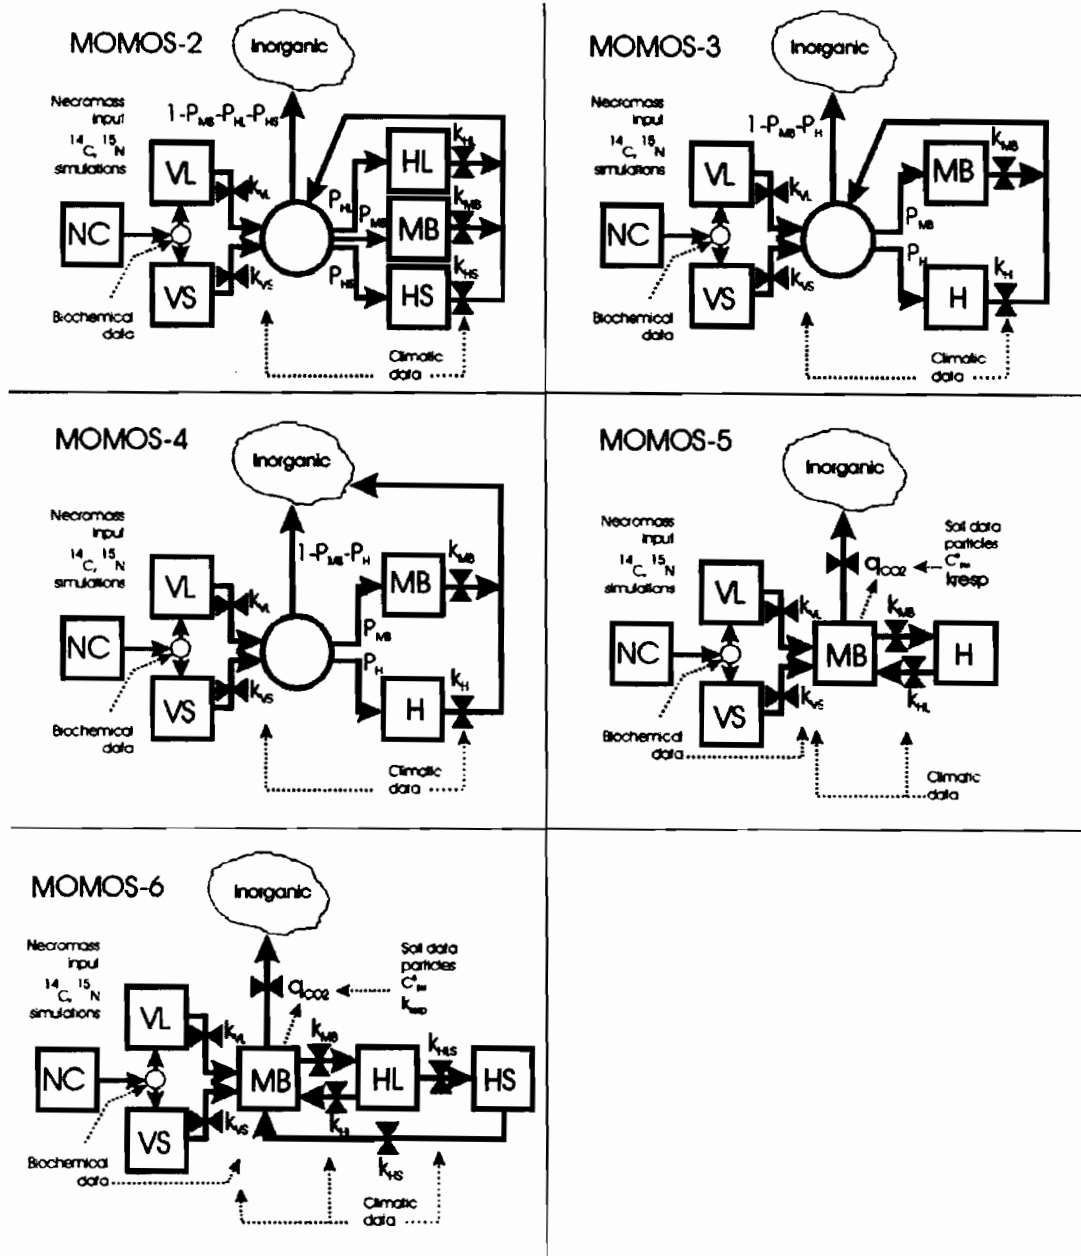 MOMOS-2
Inorganic
Necromass
input
14C, 15N
simulations
1-PMB-PHL-PHS
NC
VL
VS
kVL
kVS
PHL
PMB
PHS
HL
MB
HS
kHL
kMB
kHS
Biochemical
data
Climatic
data
MOMOS-3
Inorganic
Necromass
input
14C, 15N
simulations
1-PMB-PH
NC
VL
VS
kVL
kVS
PMB
PH
MB
H
kMB
kH
Biochemical
data
Climatic
data
MOMOS-4
Inorganic
Necromass
input
14C, 15N
simulations
1-PMB-PH
NC
VL
VS
kVL
kVS
PMB
PH
MB
H
kMB
kH
Biochemical
data
Climatic
data
MOMOS-5
Inorganic
Necromass
input
14C, 15N
simulations
Soil data
particles
kresp
qCO2
NC
VL
VS
kVL
kVS
MB
kMB
H
kHL
Biochemical
data
Climatic
data
MOMOS-6
Inorganic
Necromass
input
14C, 15N
simulations
Soil data
particles
kresp
qCO2
NC
VL
VS
kVL
kVS
MB
kMB
HL
kHLS
HS
kHl
kHS
Biochemical
data
Climatic
data